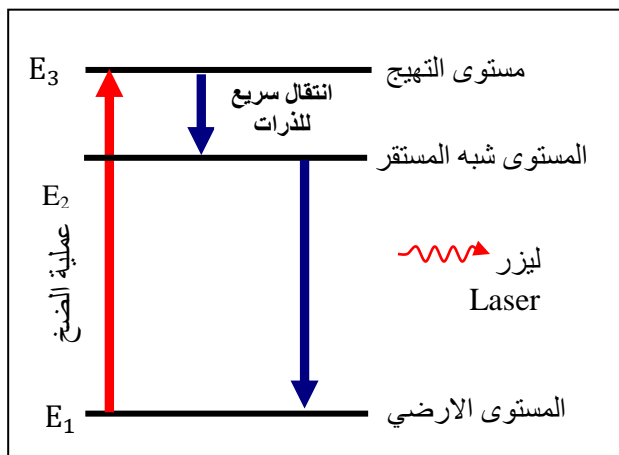 E₃
مستوى التهيج
انتقال سريع
للذرات
المستوى شبه المستقر
E₂
عملية الضخ
ليزر
Laser
E₁
المستوى الارضي